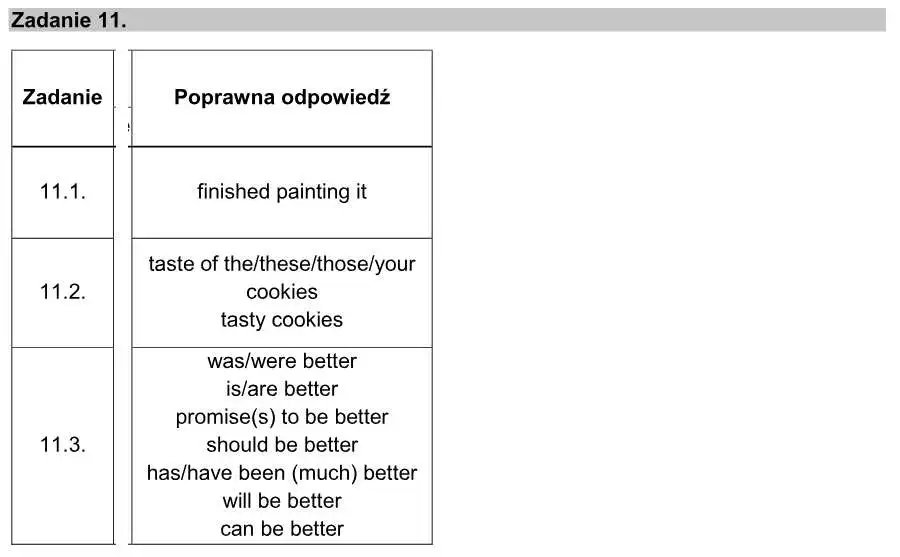 Zadanie 11.
Zadanie
Poprawna odpowiedź
11.1.
finished painting it
11.2.
taste of the/these/those/your
cookies
tasty cookies
11.3.
was/were better
is/are better
promise(s) to be better
should be better
has/have been (much) better
will be better
can be better